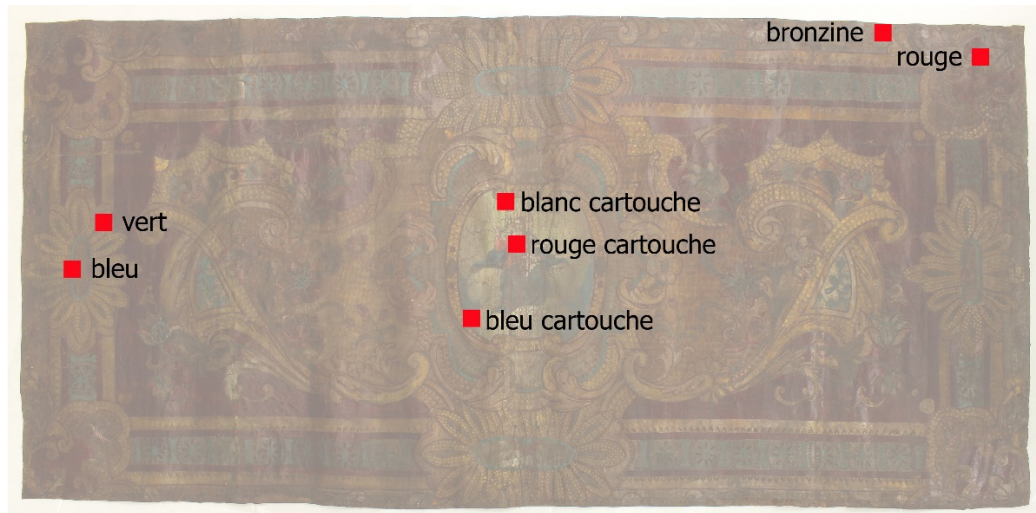 bronzine
rouge
blanc cartouche
vert
rouge cartouche
bleu
bleu cartouche